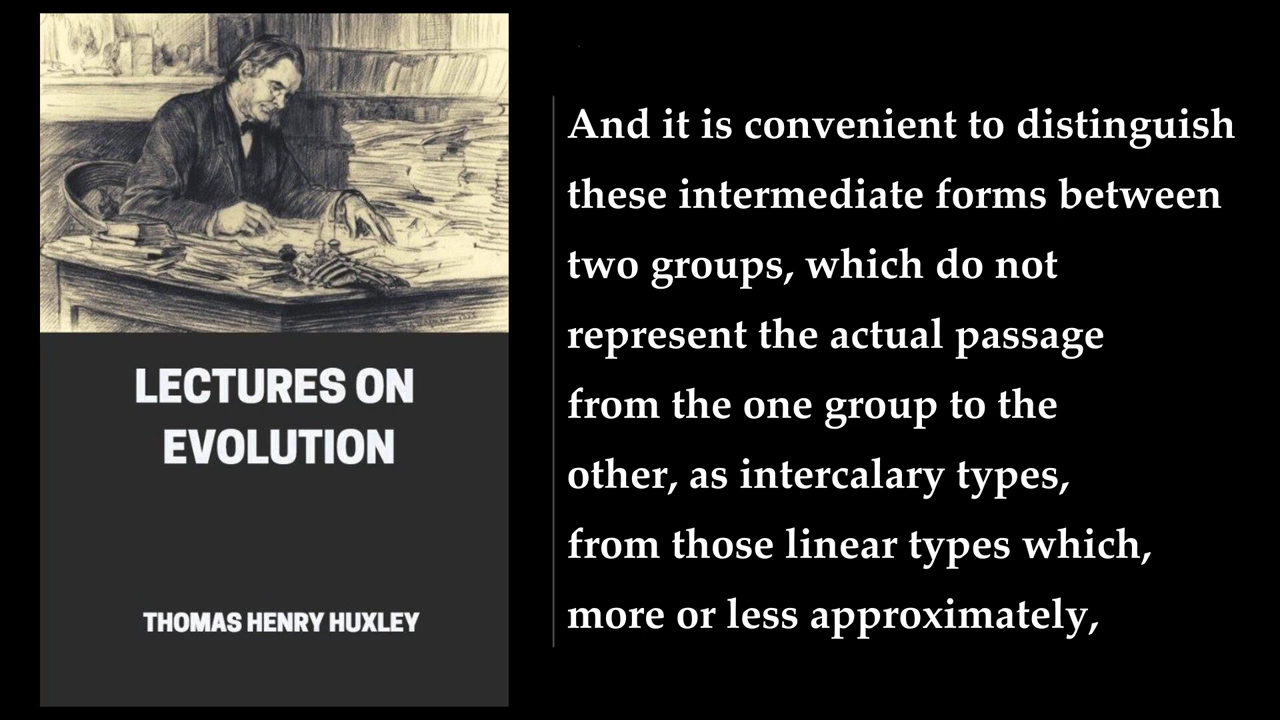 LECTURES ON
EVOLUTION
THOMAS HENRY HUXLEY
And it is convenient to distinguish
these intermediate forms between
two groups, which do not
represent the actual passage
from the one group to the
other, as intercalary types,
from those linear types which,
more or less approximately,